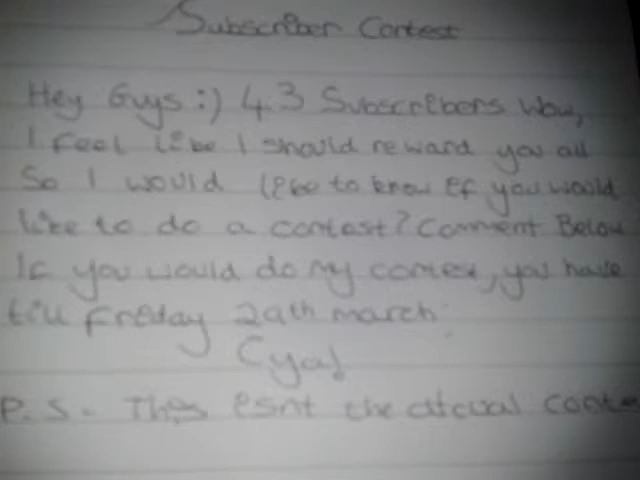 Subscriber Contest
Hey Guys :) 43 Subscribers Wow,
I feel like I should reward you all
So I would like to know if you would
like to do a contest? Comment Below
If you would do my contest, you have
till Friday 29th march
Cya!
P.S. This isnt the atcual conte